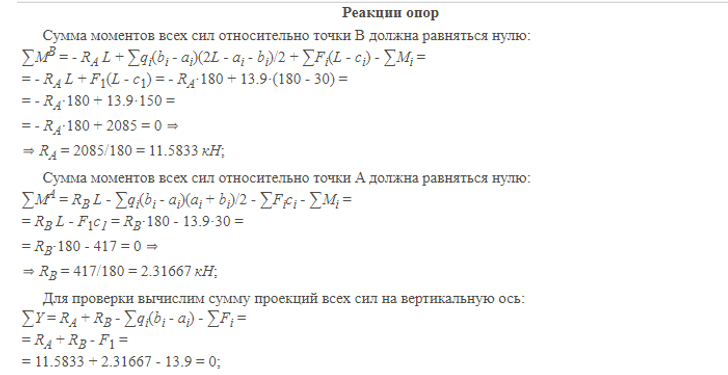 Реакции опор
Сумма моментов всех сил относительно точки B должна равняться нулю:
∑Mᴮ = - R_A L + ∑q_i(b_i - a_i)(2L - a_i - b_i)/2 + ∑F_i(L - c_i) - ∑M_i =
= - R_A L + F_1(L - c_1) = - R_A·180 + 13.9·(180 - 30) =
= - R_A·180 + 13.9·150 =
= - R_A·180 + 2085 = 0 ⇒
⇒ R_A = 2085/180 = 11.5833 кН;
Сумма моментов всех сил относительно точки A должна равняться нулю:
∑Mᴬ = R_B L - ∑q_i(b_i - a_i)(a_i + b_i)/2 - ∑F_i c_i - ∑M_i =
= R_B L - F_1c_1 = R_B·180 - 13.9·30 =
= R_B·180 - 417 = 0 ⇒
⇒ R_B = 417/180 = 2.31667 кН;
Для проверки вычислим сумму проекций всех сил на вертикальную ось:
∑Y = R_A + R_B - ∑q_i(b_i - a_i) - ∑F_i =
= R_A + R_B - F_1 =
= 11.5833 + 2.31667 - 13.9 = 0;